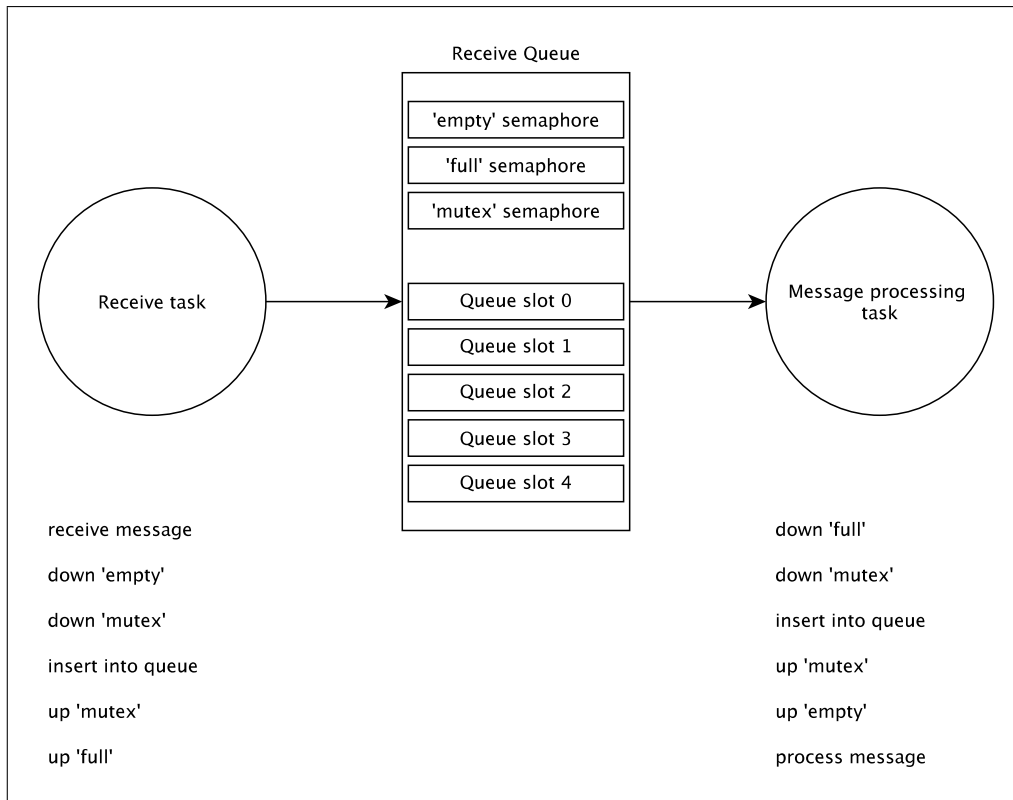 Receive Queue
'empty' semaphore
'full' semaphore
'mutex' semaphore
Receive task
Queue slot 0
Queue slot 1
Queue slot 2
Queue slot 3
Queue slot 4
Message processing
task
receive message
down 'empty'
down 'mutex'
insert into queue
up 'mutex'
up 'full'
down 'full'
down 'mutex'
insert into queue
up 'mutex'
up 'empty'
process message